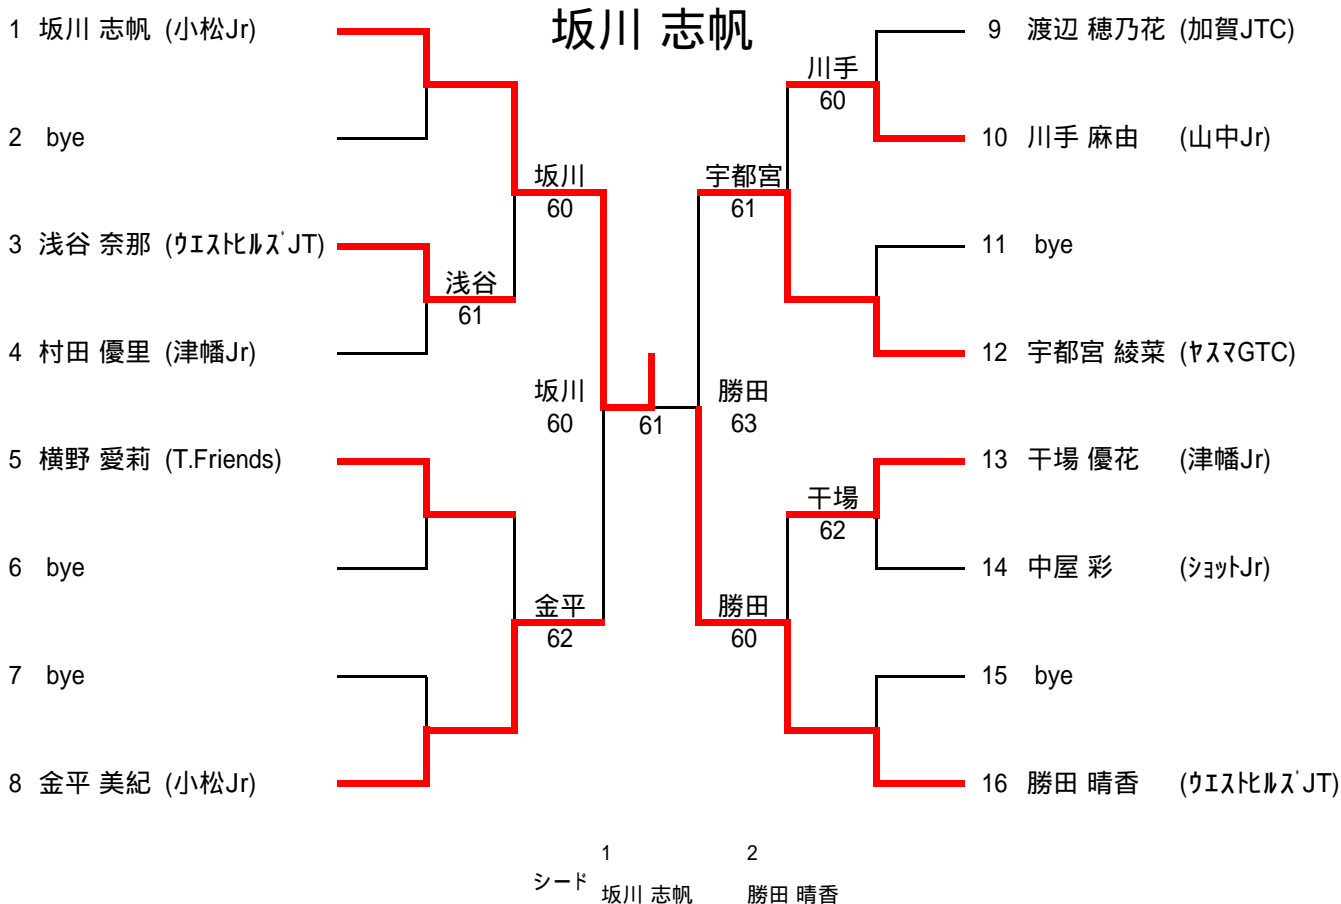 坂川 志帆
1 坂川 志帆 (小松Jr)
2 bye
3 浅谷 奈那 (ｳｴｽﾄﾋﾙｽﾞJT)
4 村田 優里 (津幡Jr)
5 横野 愛莉 (T.Friends)
6 bye
7 bye
8 金平 美紀 (小松Jr)
浅谷
61
坂川
60
金平
62
坂川
60
61
勝田
63
宇都宮
61
勝田
60
川手
60
干場
62
9 渡辺 穂乃花 (加賀JTC)
10 川手 麻由 (山中Jr)
11 bye
12 宇都宮 綾菜 (ﾔｽﾏGTC)
13 干場 優花 (津幡Jr)
14 中屋 彩 (ｼｮｯﾄJr)
15 bye
16 勝田 晴香 (ｳｴｽﾄﾋﾙｽﾞJT)
1 2
シード 坂川 志帆 勝田 晴香